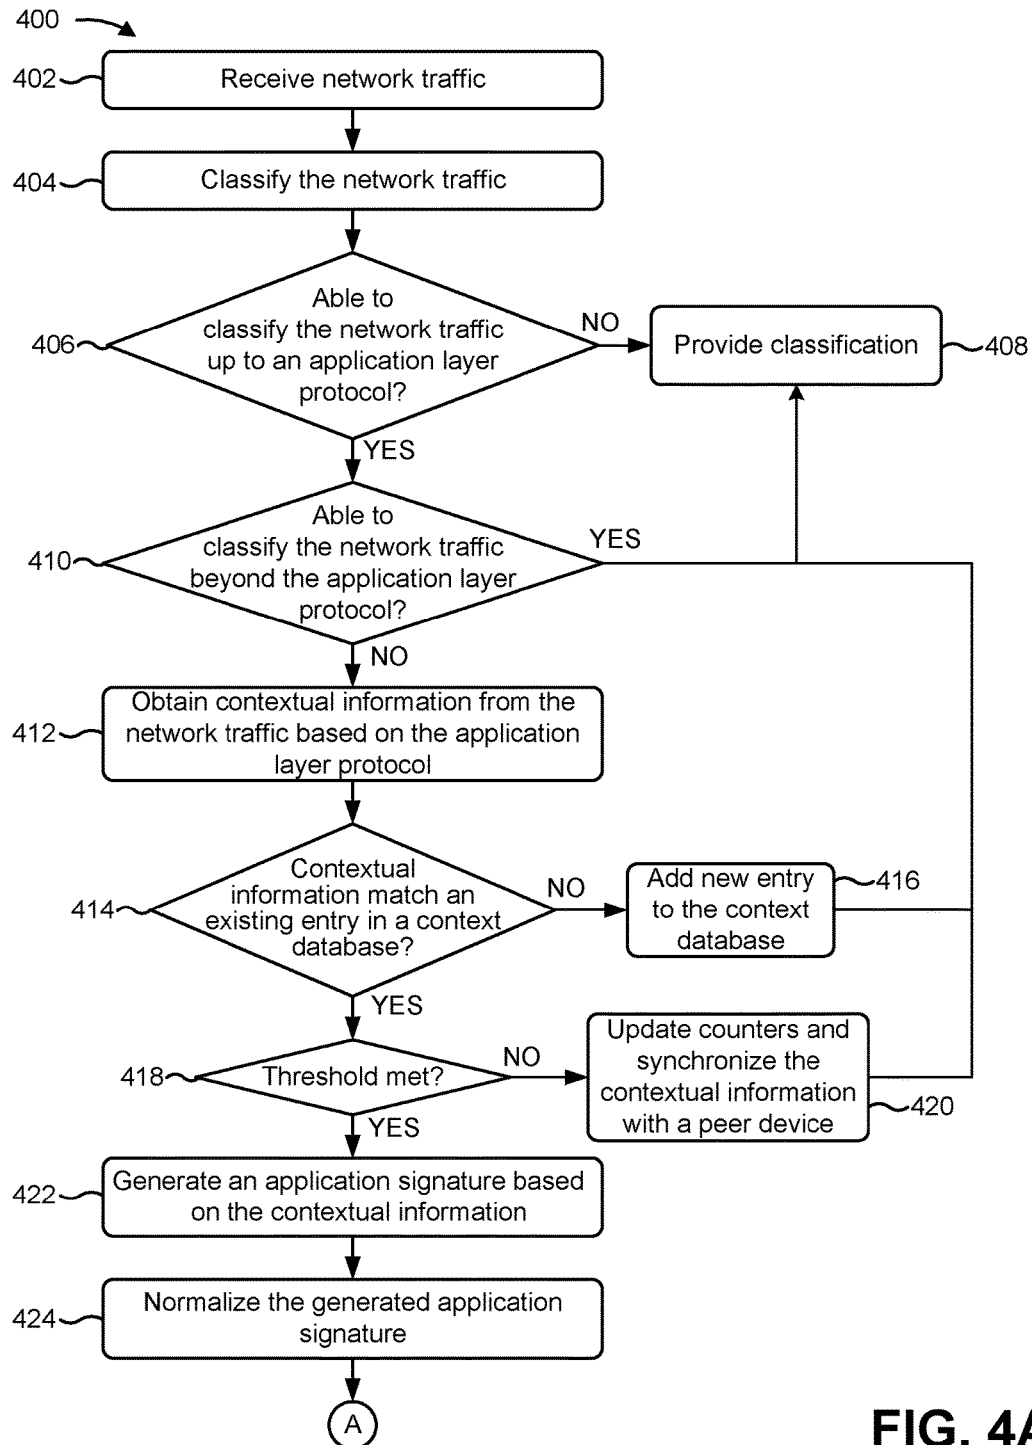 400
402
Receive network traffic
404
Classify the network traffic
406
Able to
classify the network traffic
up to an application layer
protocol?
NO
Provide classification
408
YES
410
Able to
classify the network traffic
beyond the application layer
protocol?
YES
NO
412
Obtain contextual information from the
network traffic based on the application
layer protocol
414
Contextual
information match an
existing entry in a context
database?
NO
Add new entry
to the context
database
416
YES
418
Threshold met?
NO
Update counters and
synchronize the
contextual information
with a peer device
420
YES
422
Generate an application signature based
on the contextual information
424
Normalize the generated application
signature
A
FIG. 4A